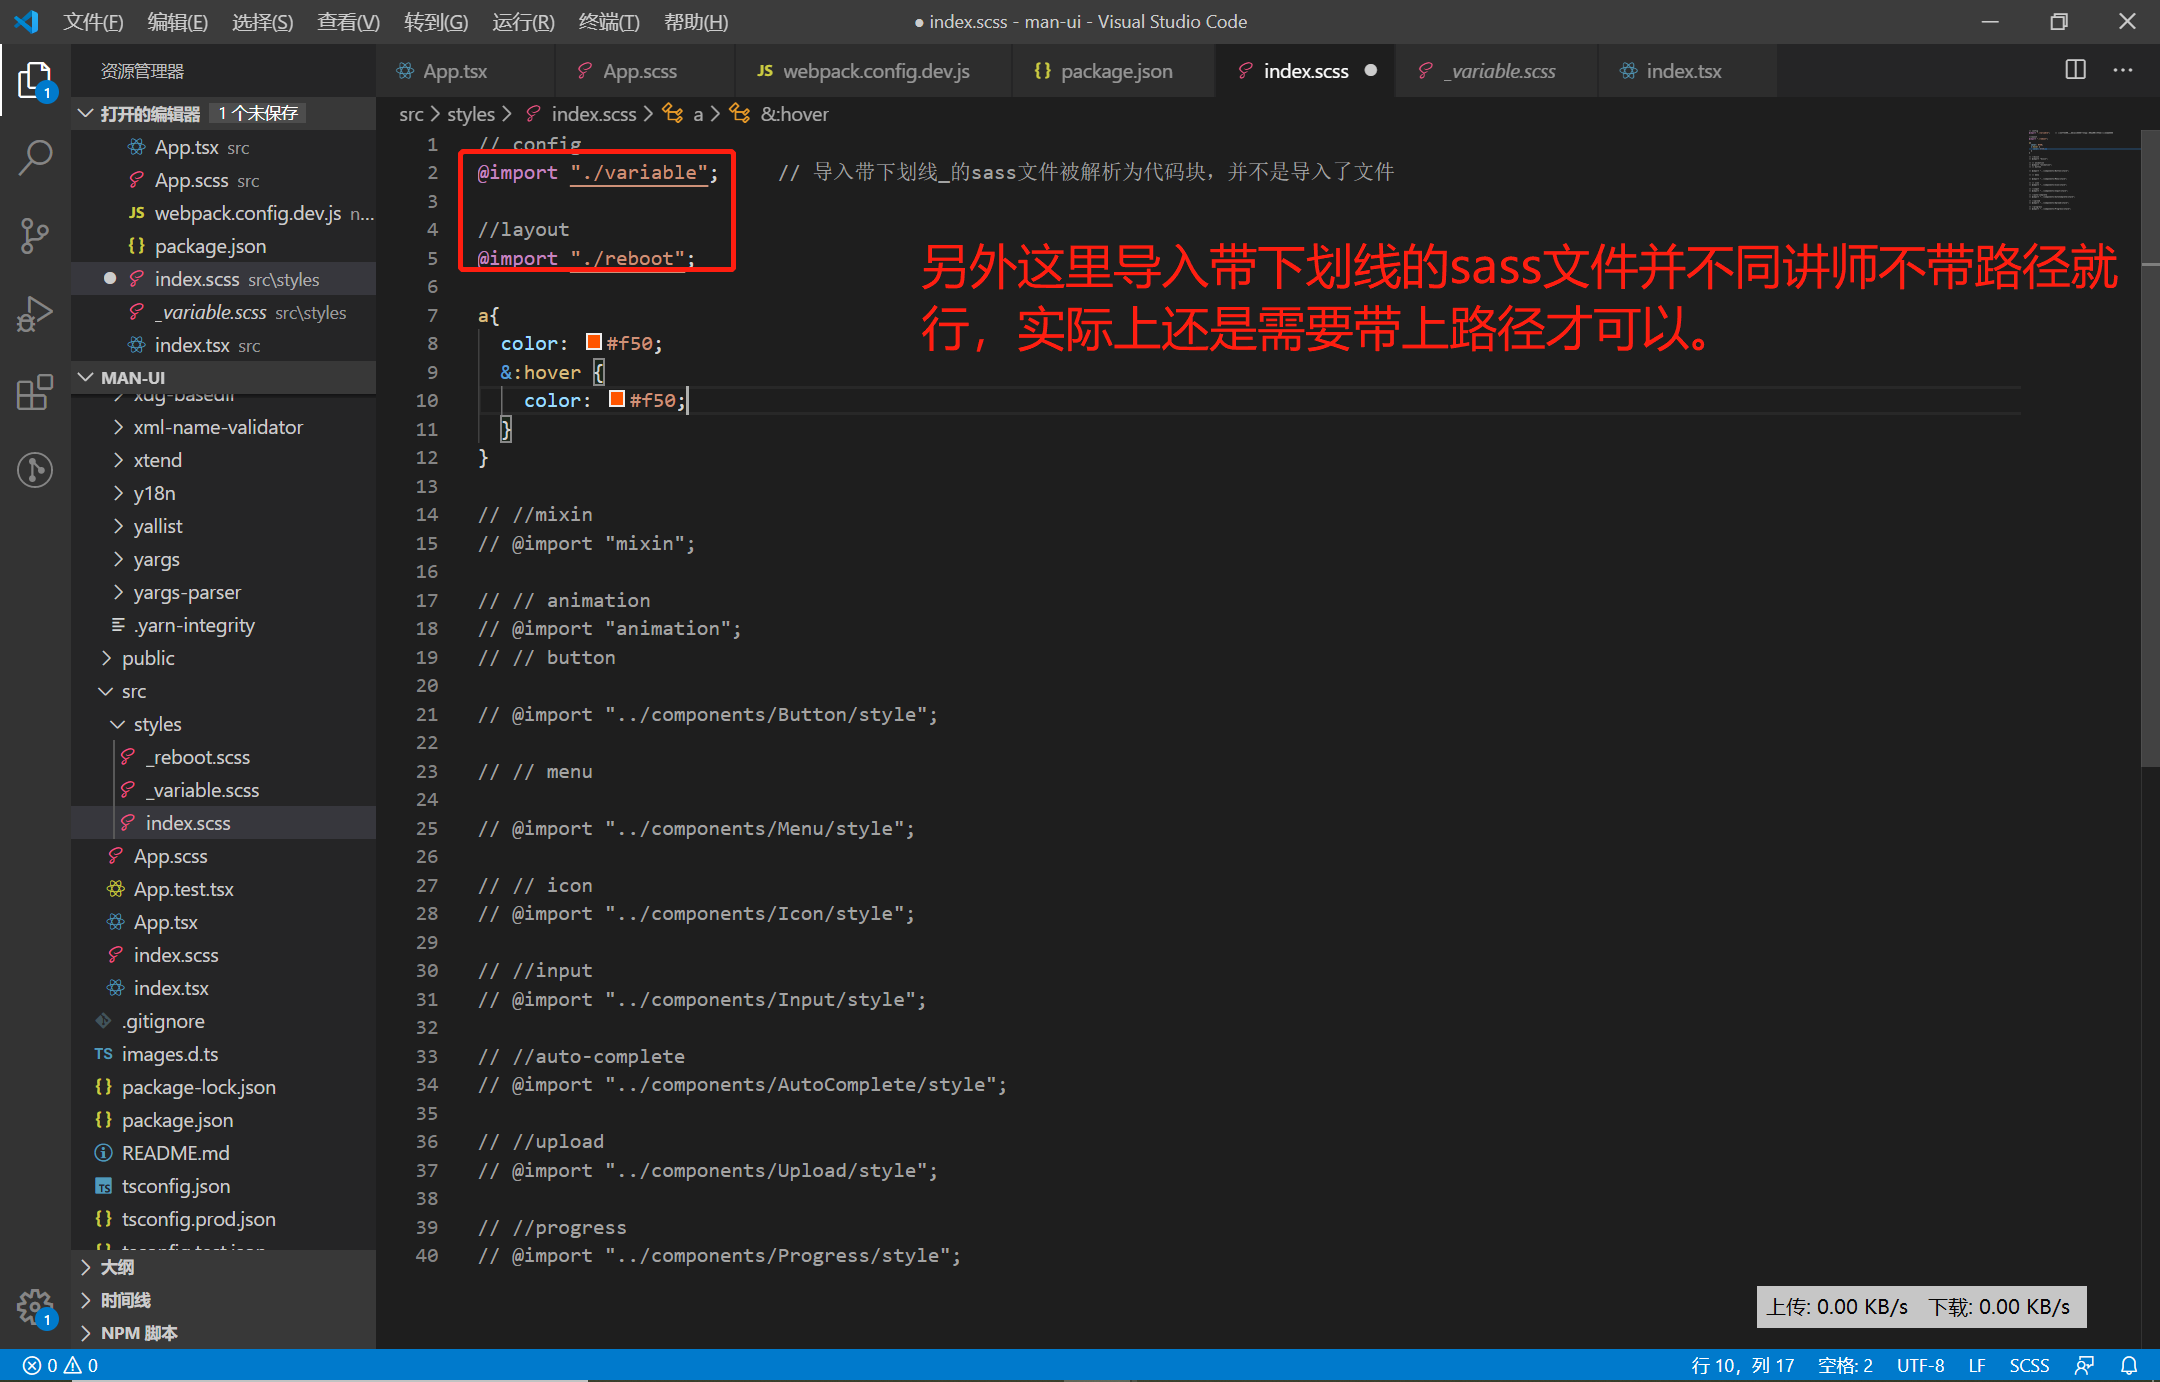 文件(F) 编辑(E) 选择(S) 查看(V) 转到(G) 运行(R) 终端(T) 帮助(H) ● index.scss - man-ui - Visual Studio Code
资源管理器
打开的编辑器 1 个未保存
App.tsx src
App.scss src
JS webpack.config.dev.js n...
{} package.json
index.scss src\styles
_variable.scss src\styles
index.tsx src
MAN-UI
xdg-basedir
xml-name-validator
xtend
y18n
yallist
yargs
yargs-parser
.yarn-integrity
public
src
styles
_reboot.scss
_variable.scss
index.scss
App.scss
App.test.tsx
App.tsx
index.scss
index.tsx
.gitignore
TS images.d.ts
{} package-lock.json
{} package.json
README.md
TS tsconfig.json
{} tsconfig.prod.json
{} tsconfig.test.json
大纲
时间线
NPM 脚本
1
1
App.tsx App.scss JS webpack.config.dev.js {} package.json index.scss ● _variable.scss index.tsx
src > styles > index.scss > a > &:hover
1 // config
2 @import "./variable"; // 导入带下划线_的sass文件被解析为代码块，并不是导入了文件
3
4 //layout
5 @import "./reboot";
6
7 a{
8 color: #f50;
9 &:hover {
10 color: #f50;
11 }
12 }
13
14 // //mixin
15 // @import "mixin";
16
17 // // animation
18 // @import "animation";
19 // // button
20
21 // @import "../components/Button/style";
22
23 // // menu
24
25 // @import "../components/Menu/style";
26
27 // // icon
28 // @import "../components/Icon/style";
29
30 // //input
31 // @import "../components/Input/style";
32
33 // //auto-complete
34 // @import "../components/AutoComplete/style";
35
36 // //upload
37 // @import "../components/Upload/style";
38
39 // //progress
40 // @import "../components/Progress/style";
另外这里导入带下划线的sass文件并不同讲师不带路径就
行，实际上还是需要带上路径才可以。
上传: 0.00 KB/s 下载: 0.00 KB/s
0 0 行 10，列 17 空格: 2 UTF-8 LF SCSS